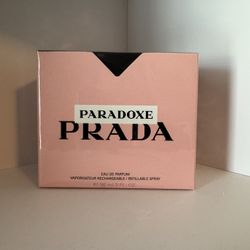 PARADOXE
PRADA
EAU DE PARFUM
VAPORISATEUR RECHARGEABLE / REFILLABLE SPRAY